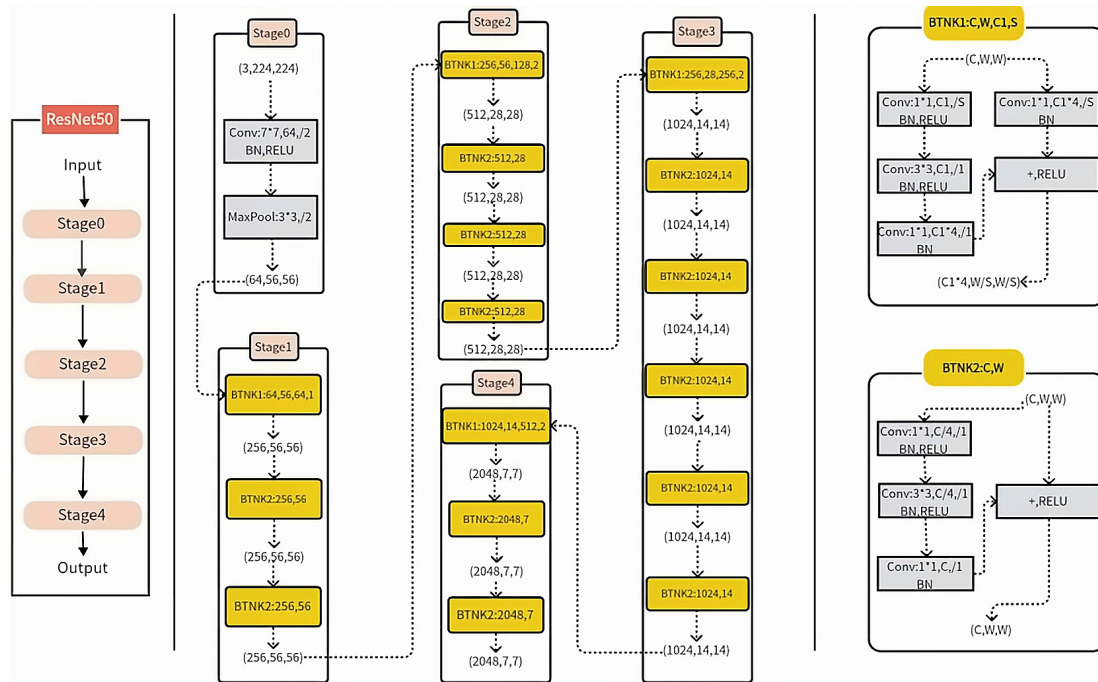 ResNet50
Input
Stage0
Stage1
Stage2
Stage3
Stage4
Output
Stage0
(3,224,224)
Conv:7*7,64,/2
BN,RELU
MaxPool:3*3,/2
(64,56,56)
Stage1
BTNK1:64,56,64,1
(256,56,56)
BTNK2:256,56
(256,56,56)
BTNK2:256,56
(256,56,56)
Stage2
BTNK1:256,56,128,2
(512,28,28)
BTNK2:512,28
(512,28,28)
BTNK2:512,28
(512,28,28)
BTNK2:512,28
(512,28,28)
Stage3
BTNK1:256,28,256,2
(1024,14,14)
BTNK2:1024,14
(1024,14,14)
BTNK2:1024,14
(1024,14,14)
BTNK2:1024,14
(1024,14,14)
BTNK2:1024,14
(1024,14,14)
BTNK2:1024,14
(1024,14,14)
Stage4
BTNK1:1024,14,512,2
(2048,7,7)
BTNK2:2048,7
(2048,7,7)
BTNK2:2048,7
(2048,7,7)
BTNK1:C,W,C1,S
(C,W,W)
Conv:1*1,C1,/S
BN,RELU
Conv:3*3,C1,/1
BN,RELU
Conv:1*1,C1*4,/1
BN
Conv:1*1,C1*4,/S
BN
+,RELU
(C1*4,W/S,W/S)
BTNK2:C,W
(C,W,W)
Conv:1*1,C/4,/1
BN,RELU
Conv:3*3,C/4,/1
BN,RELU
Conv:1*1,C,/1
BN
+,RELU
(C,W,W)